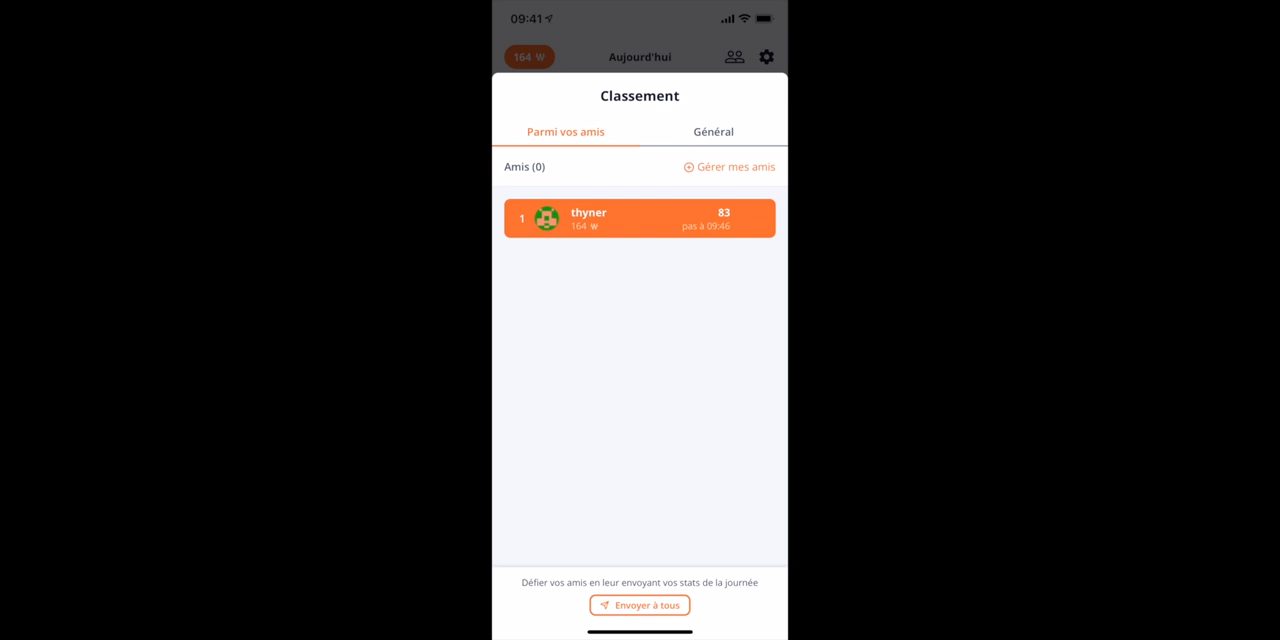 09:41
164 ₩
Aujourd'hui
Classement
Parmi vos amis
Général
Amis (0)
Gérer mes amis
1
thyner
83
164 ₩
pas à 09:46
Défier vos amis en leur envoyant vos stats de la journée
Envoyer à tous